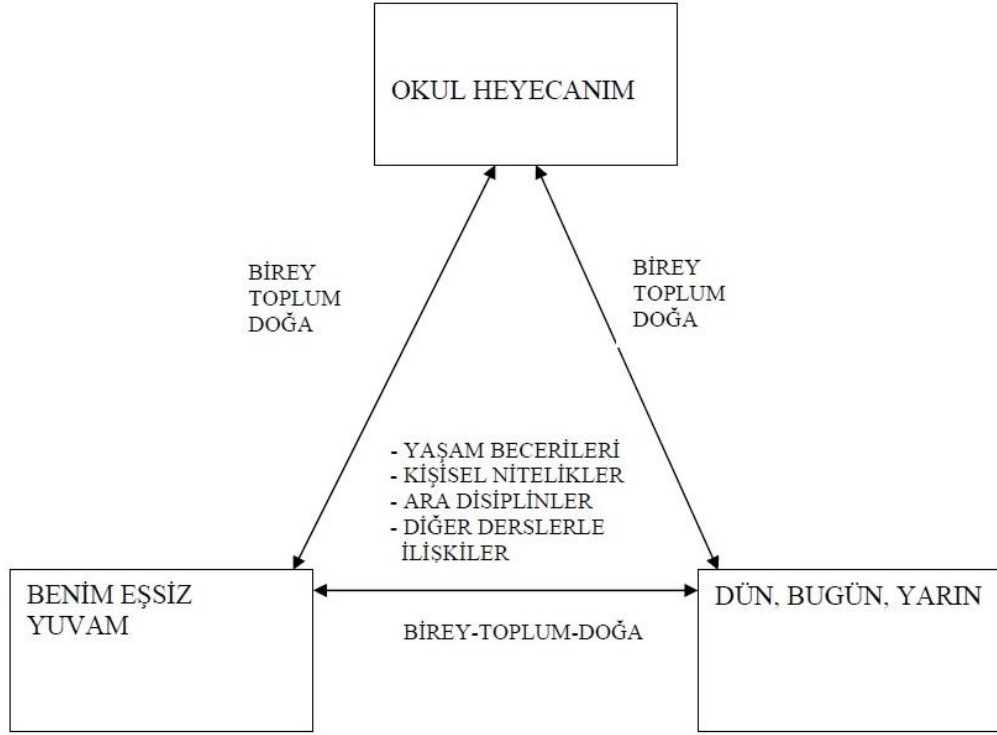 OKUL HEYECANIM
BİREY
TOPLUM
DOĞA
BİREY
TOPLUM
DOĞA
- YAŞAM BECERİLERİ
- KİŞİSEL NİTELİKLER
- ARA DİSİPLİNLER
- DİĞER DERSLERLE
İLİŞKİLER
BENİM EŞSİZ
YUVAM
BİREY-TOPLUM-DOĞA
DÜN, BUGÜN, YARIN